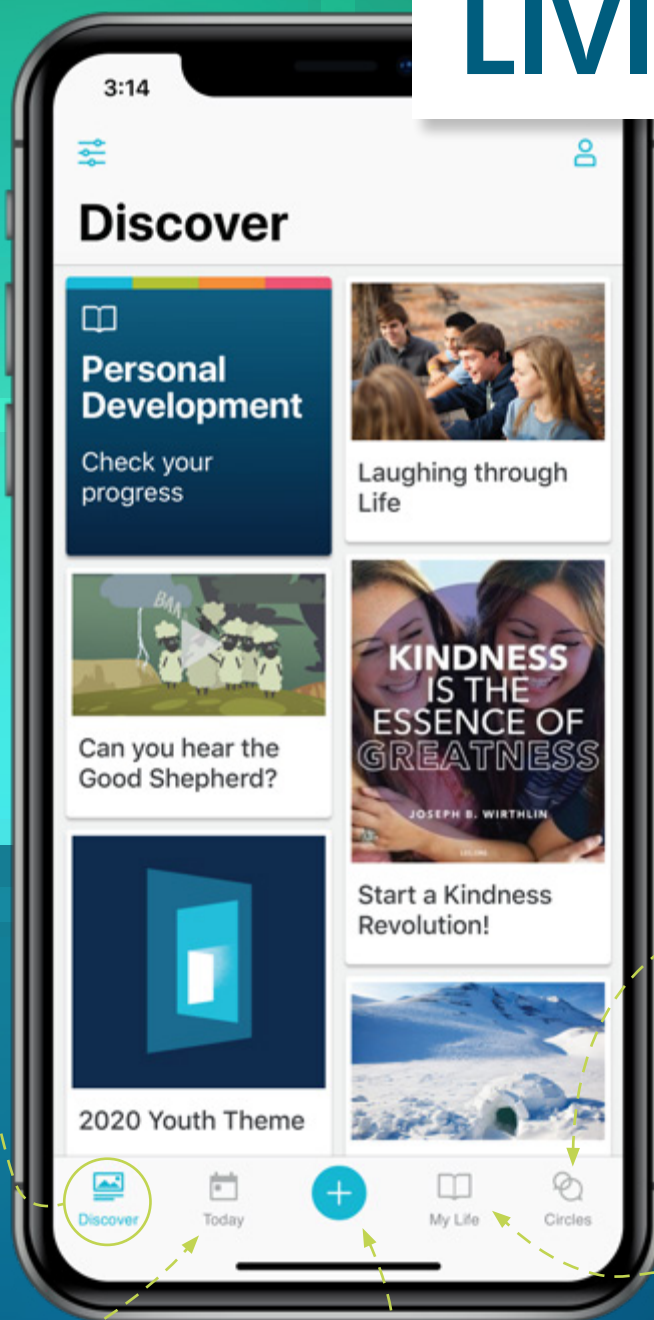 LIVI
3:14
Discover
Personal
Development
Check your
progress
Laughing through
Life
BAA
Can you hear the
Good Shepherd?
KINDNESS
IS THE
ESSENCE OF
GREATNESS
JOSEPH B. WIRTHLIN
Start a Kindness
Revolution!
2020 Youth Theme
Discover
Today
My Life
Circles